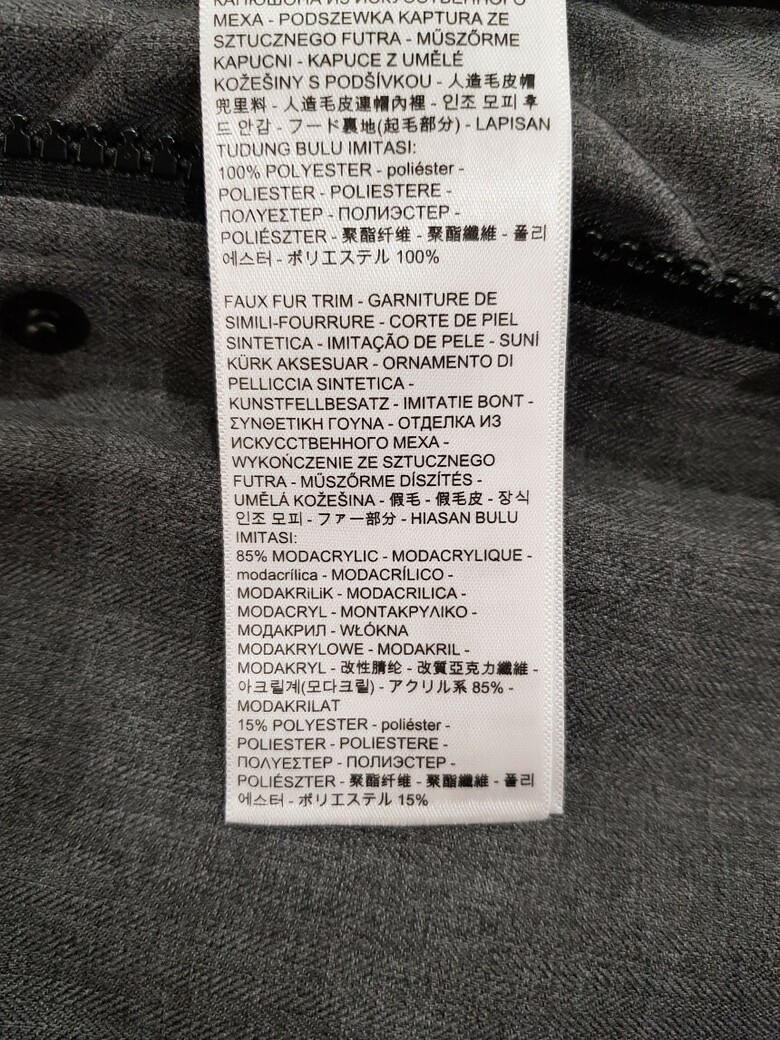 КАПЮШОНА ИЗ ИСКУССТВЕННОГО
МЕХА - PODSZEWKA KAPTURA ZE
SZTUCZNEGO FUTRA - MŰSZŐRME
KAPUCNI - KAPUCE Z UMĚLÉ
KOŽEŠINY S PODŠÍVKOU - 人造毛皮帽
兜里料 - 人造毛皮連帽內裡 - 인조 모피 후
드 안감 - フード裏地(起毛部分) - LAPISAN
TUDUNG BULU IMITASI:
100% POLYESTER - poliéster -
POLIESTER - POLIESTERE -
ΠΟΛΥΕΣΤΕΡ - ПОЛИЭСТЕР -
POLIÉSZTER - 聚酯纤维 - 聚酯纖維 - 폴리
에스터 - ポリエステル 100%
FAUX FUR TRIM - GARNITURE DE
SIMILI-FOURRURE - CORTE DE PIEL
SINTETICA - IMITAÇÃO DE PELE - SUNİ
KÜRK AKSESUAR - ORNAMENTO DI
PELLICCIA SINTETICA -
KUNSTFELLBESATZ - IMITATIE BONT -
ΣΥΝΘΕΤΙΚΗ ΓΟΥΝΑ - ОТДЕЛКА ИЗ
ИСКУССТВЕННОГО МЕХА -
WYKOŃCZENIE ZE SZTUCZNEGO
FUTRA - MŰSZŐRME DÍSZÍTÉS -
UMĚLÁ KOŽEŠINA - 假毛 - 假毛皮 - 장식
인조 모피 - ファー部分 - HIASAN BULU
IMITASI:
85% MODACRYLIC - MODACRYLIQUE -
modacrílica - MODACRÍLICO -
MODAKRiLiK - MODACRILICA -
MODACRYL - ΜΟΝΤΑΚΡΥΛΙΚΟ -
МОДАКРИЛ - WŁÓKNA
MODAKRYLOWE - MODAKRIL -
MODAKRYL - 改性腈纶 - 改質亞克力纖維 -
아크릴계(모다크릴) - アクリル系 85% -
MODAKRILAT
15% POLYESTER - poliéster -
POLIESTER - POLIESTERE -
ΠΟΛΥΕΣΤΕΡ - ПОЛИЭСТЕР -
POLIÉSZTER - 聚酯纤维 - 聚酯纖維 - 폴리
에스터 - ポリエステル 15%